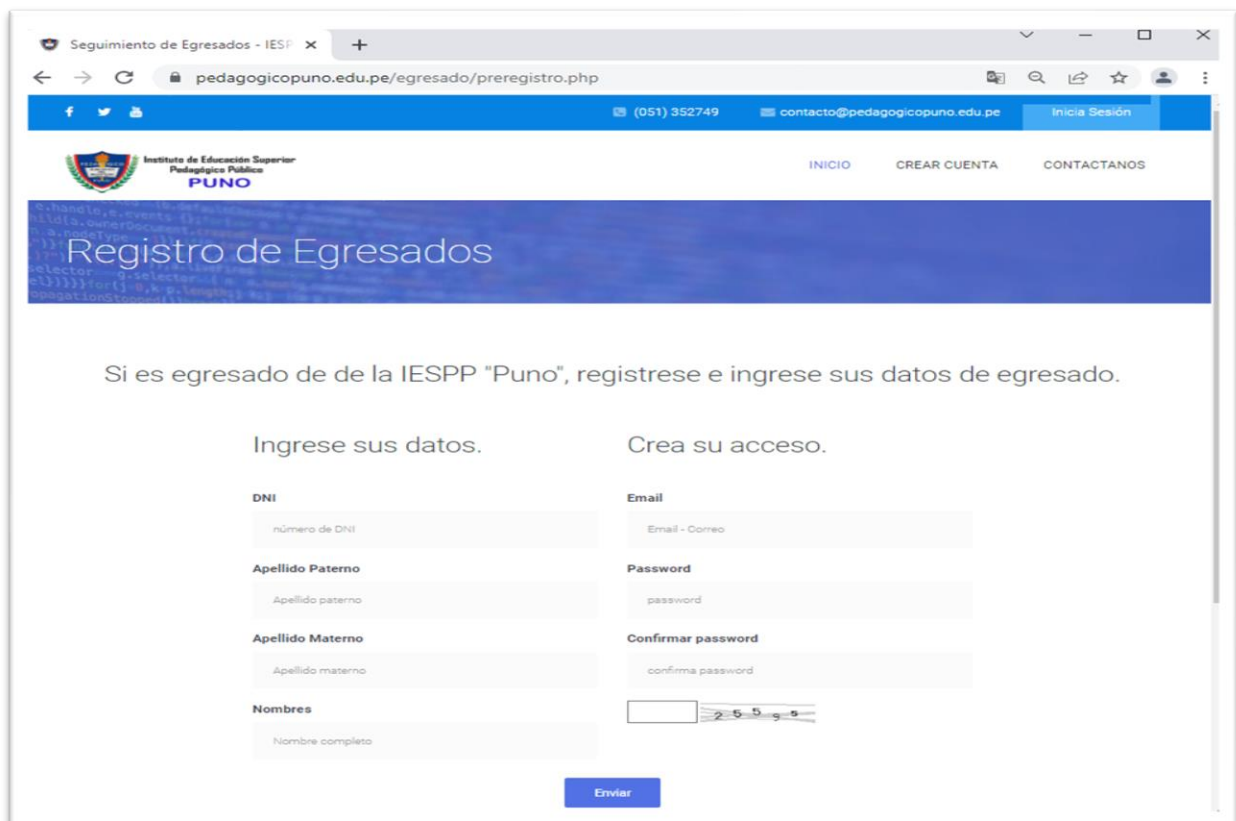 Seguimiento de Egresados - IESP
pedagogicopuno.edu.pe/egresado/preregistro.php
(051) 352749 contacto@pedagogicopuno.edu.pe Inicia Sesión
Instituto de Educación Superior
Pedagógico Público
PUNO
INICIO CREAR CUENTA CONTACTANOS
Registro de Egresados
Si es egresado de de la IESPP "Puno", registrese e ingrese sus datos de egresado.
Ingrese sus datos. Crea su acceso.
DNI Email
número de DNI Email - Correo
Apellido Paterno Password
Apellido paterno password
Apellido Materno Confirmar password
Apellido materno confirma password
Nombres 25595
Nombre completo
Enviar